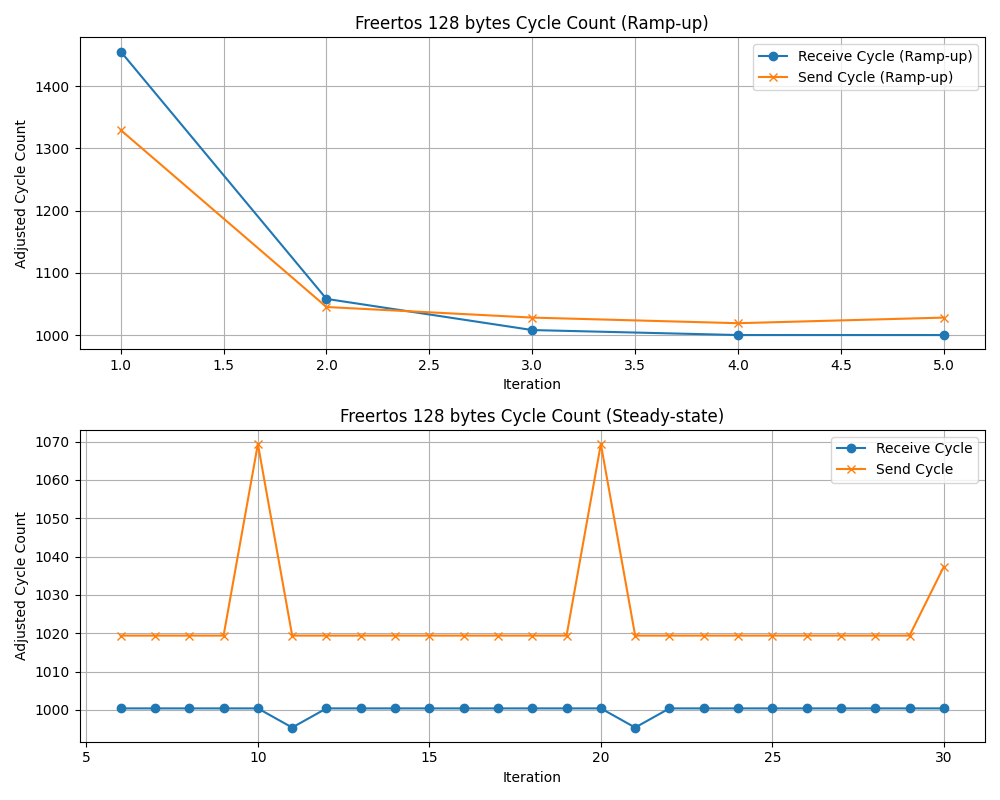 Freertos 128 bytes Cycle Count (Ramp-up)
Adjusted Cycle Count
1400
1300
1200
1100
1000
Receive Cycle (Ramp-up)
Send Cycle (Ramp-up)
1.0 1.5 2.0 2.5 3.0 3.5 4.0 4.5 5.0
Iteration
Freertos 128 bytes Cycle Count (Steady-state)
Adjusted Cycle Count
1070
1060
1050
1040
1030
1020
1010
1000
Receive Cycle
Send Cycle
5 10 15 20 25 30
Iteration